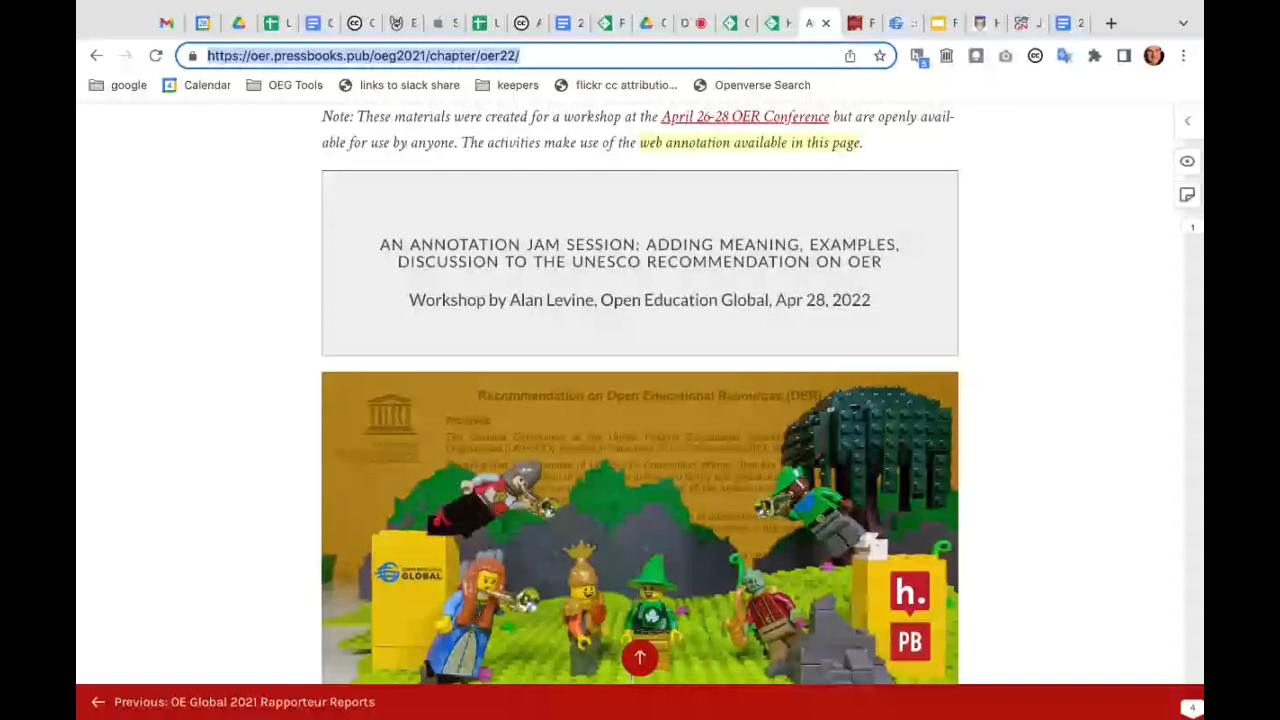 https://oer.pressbooks.pub/oeg2021/chapter/oer22/
google Calendar OEG Tools links to slack share keepers flickr cc attributio... Openverse Search
Note: These materials were created for a workshop at the April 26-28 OER Conference but are openly avail-
able for use by anyone. The activities make use of the web annotation available in this page.
1
AN ANNOTATION JAM SESSION: ADDING MEANING, EXAMPLES,
DISCUSSION TO THE UNESCO RECOMMENDATION ON OER
Workshop by Alan Levine, Open Education Global, Apr 28, 2022
Recommendation on Open Educational Resources (OER)
GLOBAL
h.
PB
Previous: OE Global 2021 Rapporteur Reports
4